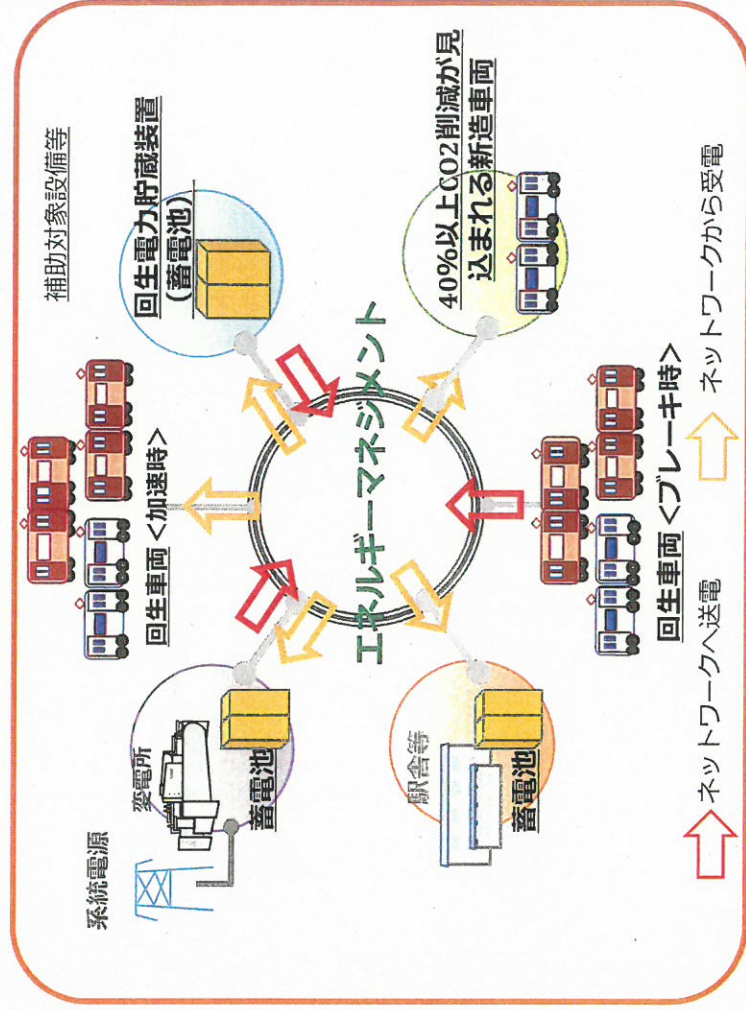 補助対象設備等
系統電源
変電所
蓄電池
回生車両<加速時>
回生電力貯蔵装置
(蓄電池)
エネルギーマネジメント
駅舎等
蓄電池
回生車両<ブレーキ時>
40%以上CO2削減が見
込まれる新造車両
ネットワークへ送電
ネットワークから受電